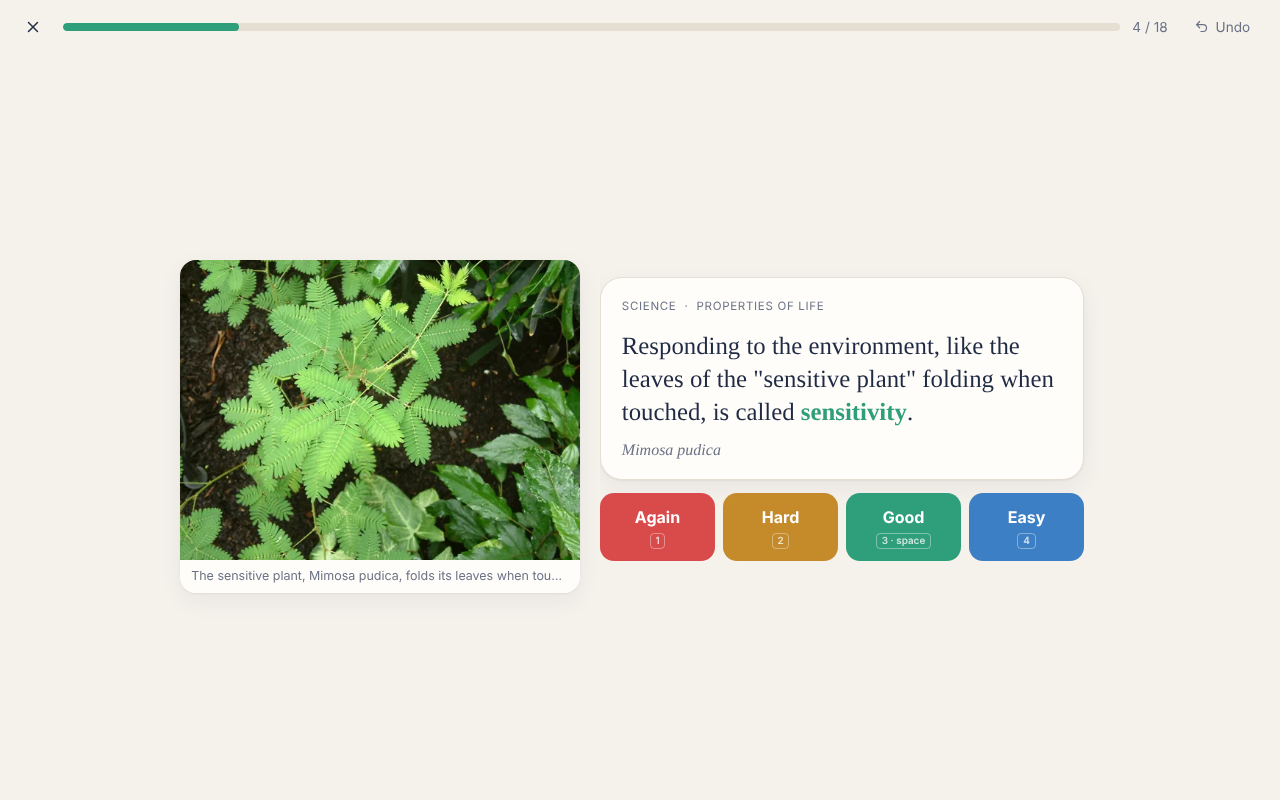 4 / 18
Undo
The sensitive plant, Mimosa pudica, folds its leaves when tou...
SCIENCE · PROPERTIES OF LIFE
Responding to the environment, like the
leaves of the "sensitive plant" folding when
touched, is called sensitivity.
Mimosa pudica
Again
1
Hard
2
Good
3 · space
Easy
4